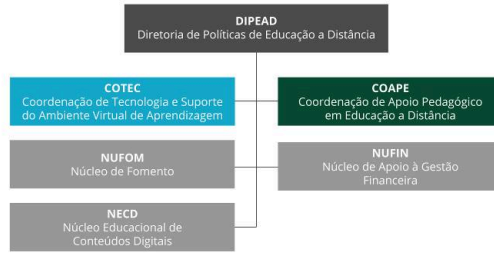 DIPEAD
Diretoria de Políticas de Educação a Distância
COTEC
Coordenação de Tecnologia e Suporte
do Ambiente Virtual de Aprendizagem
COAPE
Coordenação de Apoio Pedagógico
em Educação a Distância
NUFOM
Núcleo de Fomento
NUFIN
Núcleo de Apoio à Gestão
Financeira
NECD
Núcleo Educacional de
Conteúdos Digitais